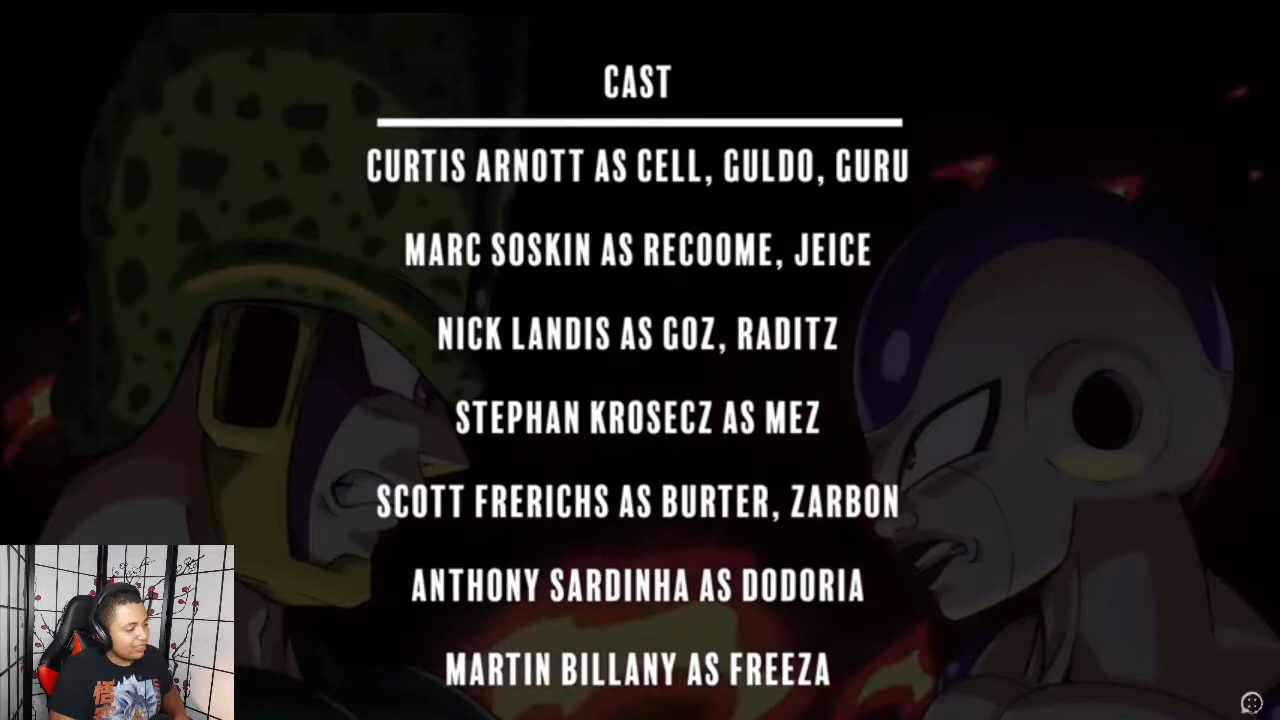 CAST
CURTIS ARNOTT AS CELL, GULDO, GURU
MARC SOSKIN AS RECOOME, JEICE
NICK LANDIS AS GOZ, RADITZ
STEPHAN KROSECZ AS MEZ
SCOTT FRERICHS AS BURTER, ZARBON
ANTHONY SARDINHA AS DODORIA
MARTIN BILLANY AS FREEZA
悟